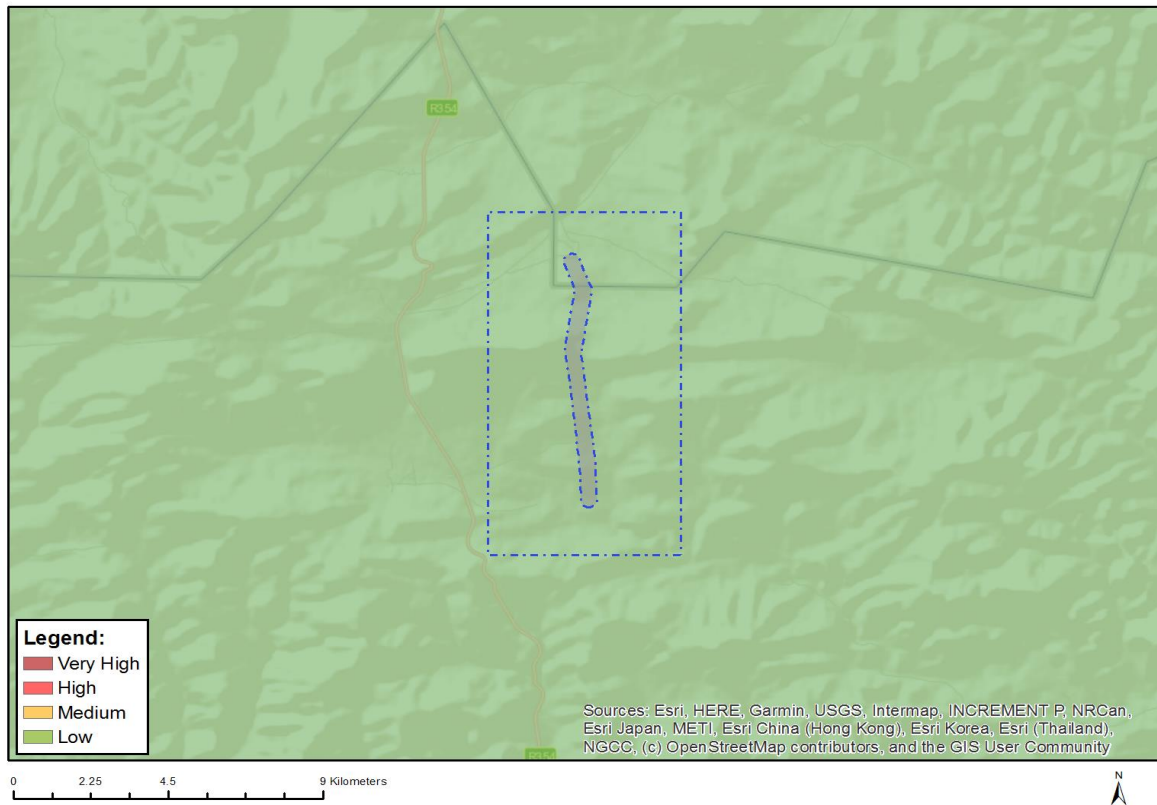 R354
Legend:
Very High
High
Medium
Low
Sources: Esri, HERE, Garmin, USGS, Intermap, INCREMENT P, NRCan,
Esri Japan, METI, Esri China (Hong Kong), Esri Korea, Esri (Thailand),
NGCC, (c) OpenStreetMap contributors, and the GIS User Community
R354
0 2.25 4.5 9 Kilometers
N